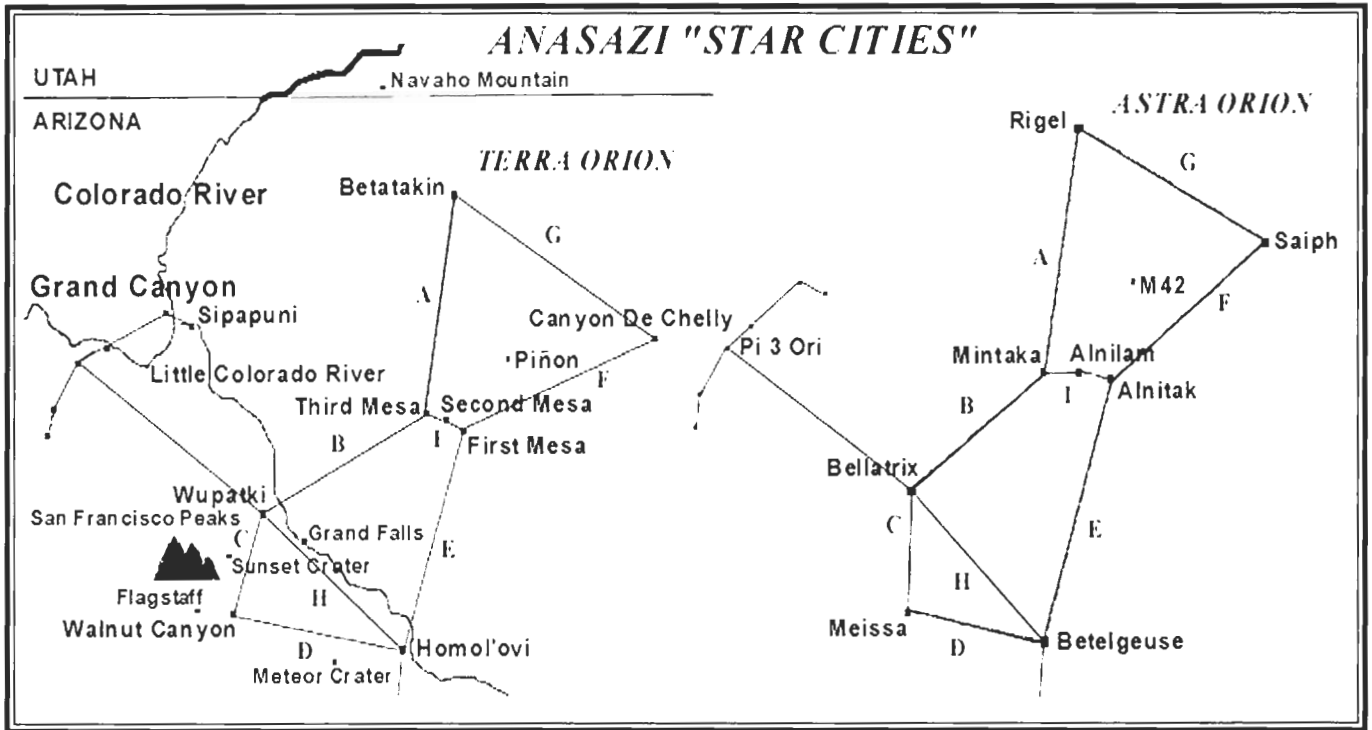 ANASAZI "STAR CITIES"
UTAH
Navaho Mountain
ARIZONA
TERRA ORION
Betatakin
Colorado River
G
A
Grand Canyon
Sipapuni
Canyon De Chelly
Piñon
Little Colorado River
F
Third Mesa
Second Mesa
B
I
First Mesa
Wupatki
San Francisco Peaks
C
Grand Falls
E
Sunset Crater
Flagstaff
H
Walnut Canyon
D
Homol'ovi
Meteor Crater
ASTRA ORION
Rigel
G
Saiph
A
M42
F
Pi 3 Ori
Mintaka
Alnilam
I
Alnitak
B
Bellatrix
C
E
H
Meissa
D
Betelgeuse